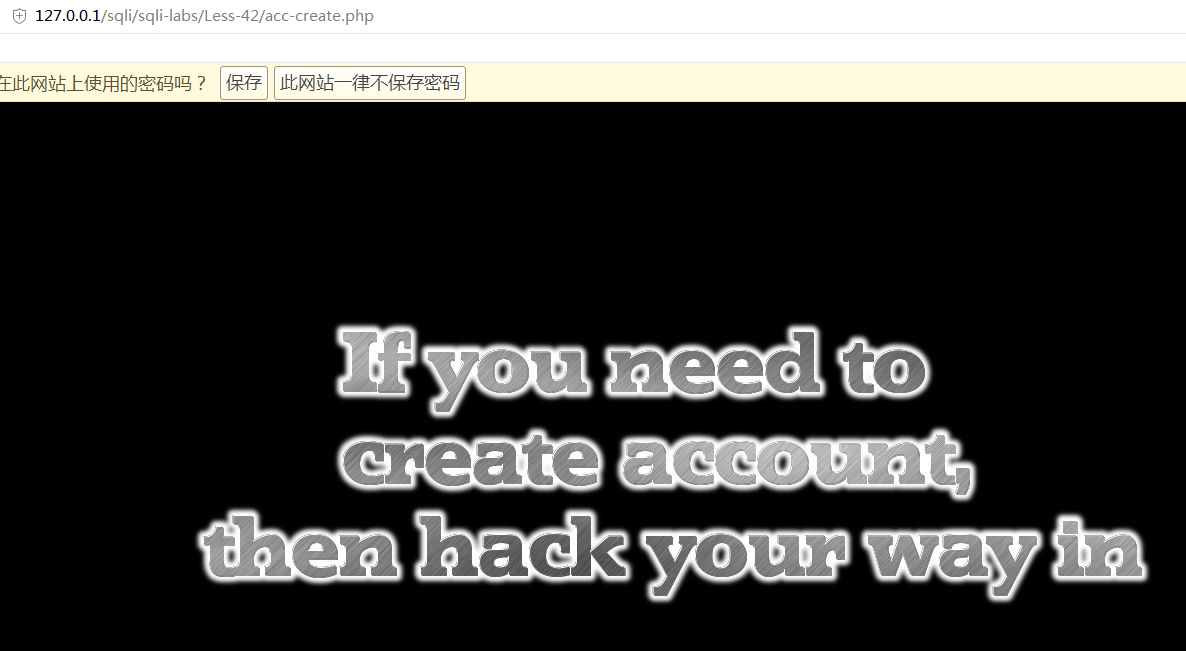 127.0.0.1/sqli/sqli-labs/Less-42/acc-create.php
在此网站上使用的密码吗？ 保存 此网站一律不保存密码
If you need to
create account,
then hack your way in